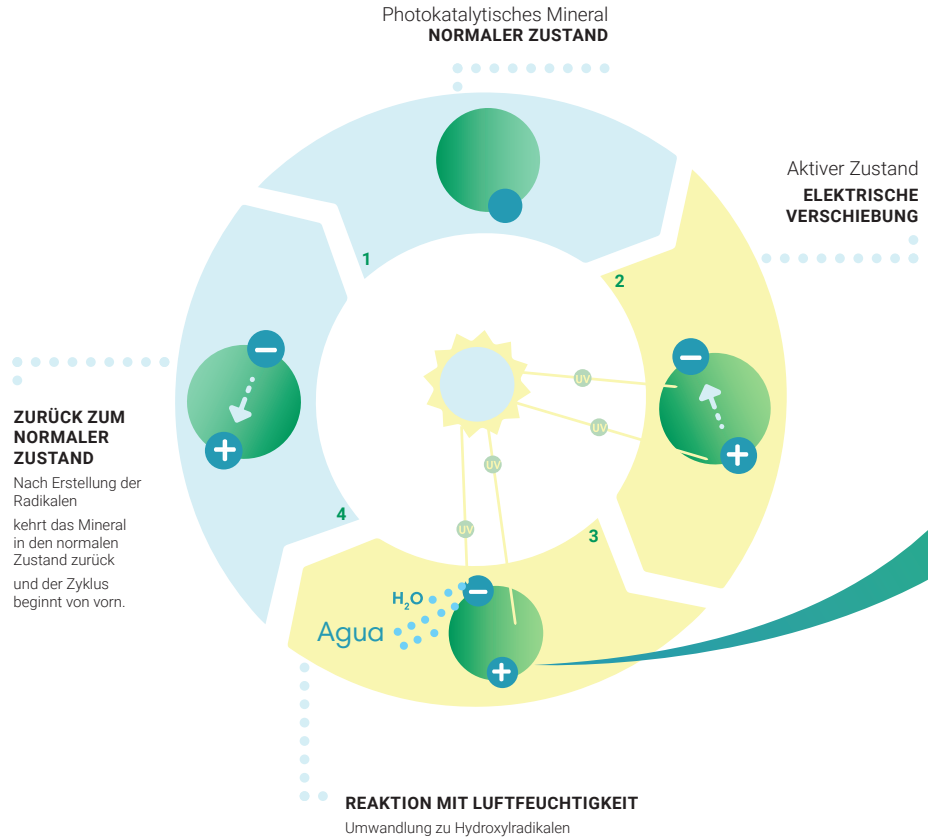 Photokatalytisches Mineral
NORMALER ZUSTAND
Aktiver Zustand
ELEKTRISCHE
VERSCHIEBUNG
1
2
UV
UV
UV
UV
ZURÜCK ZUM
NORMALER
ZUSTAND
Nach Erstellung der
Radikalen
kehrt das Mineral
in den normalen
Zustand zurück
und der Zyklus
beginnt von vorn.
4
3
H₂O
Agua
REAKTION MIT LUFTFEUCHTIGKEIT
Umwandlung zu Hydroxylradikalen